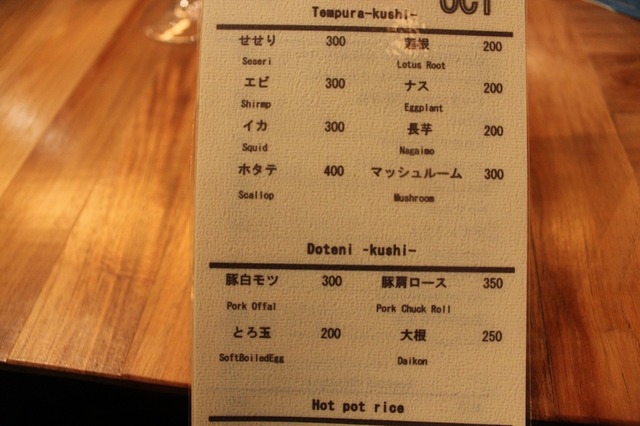 Tempura-kushi-
せせり 300 蓮根 200
Seseri Lotus Root
エビ 300 ナス 200
Shirmp Eggplant
イカ 300 長芋 200
Squid Nagaimo
ホタテ 400 マッシュルーム 300
Scallop Mushroom
Doteni -kushi-
豚白モツ 300 豚肩ロース 350
Pork Offal Pork Chuck Roll
とろ玉 200 大根 250
SoftBoiledEgg Daikon
Hot pot rice